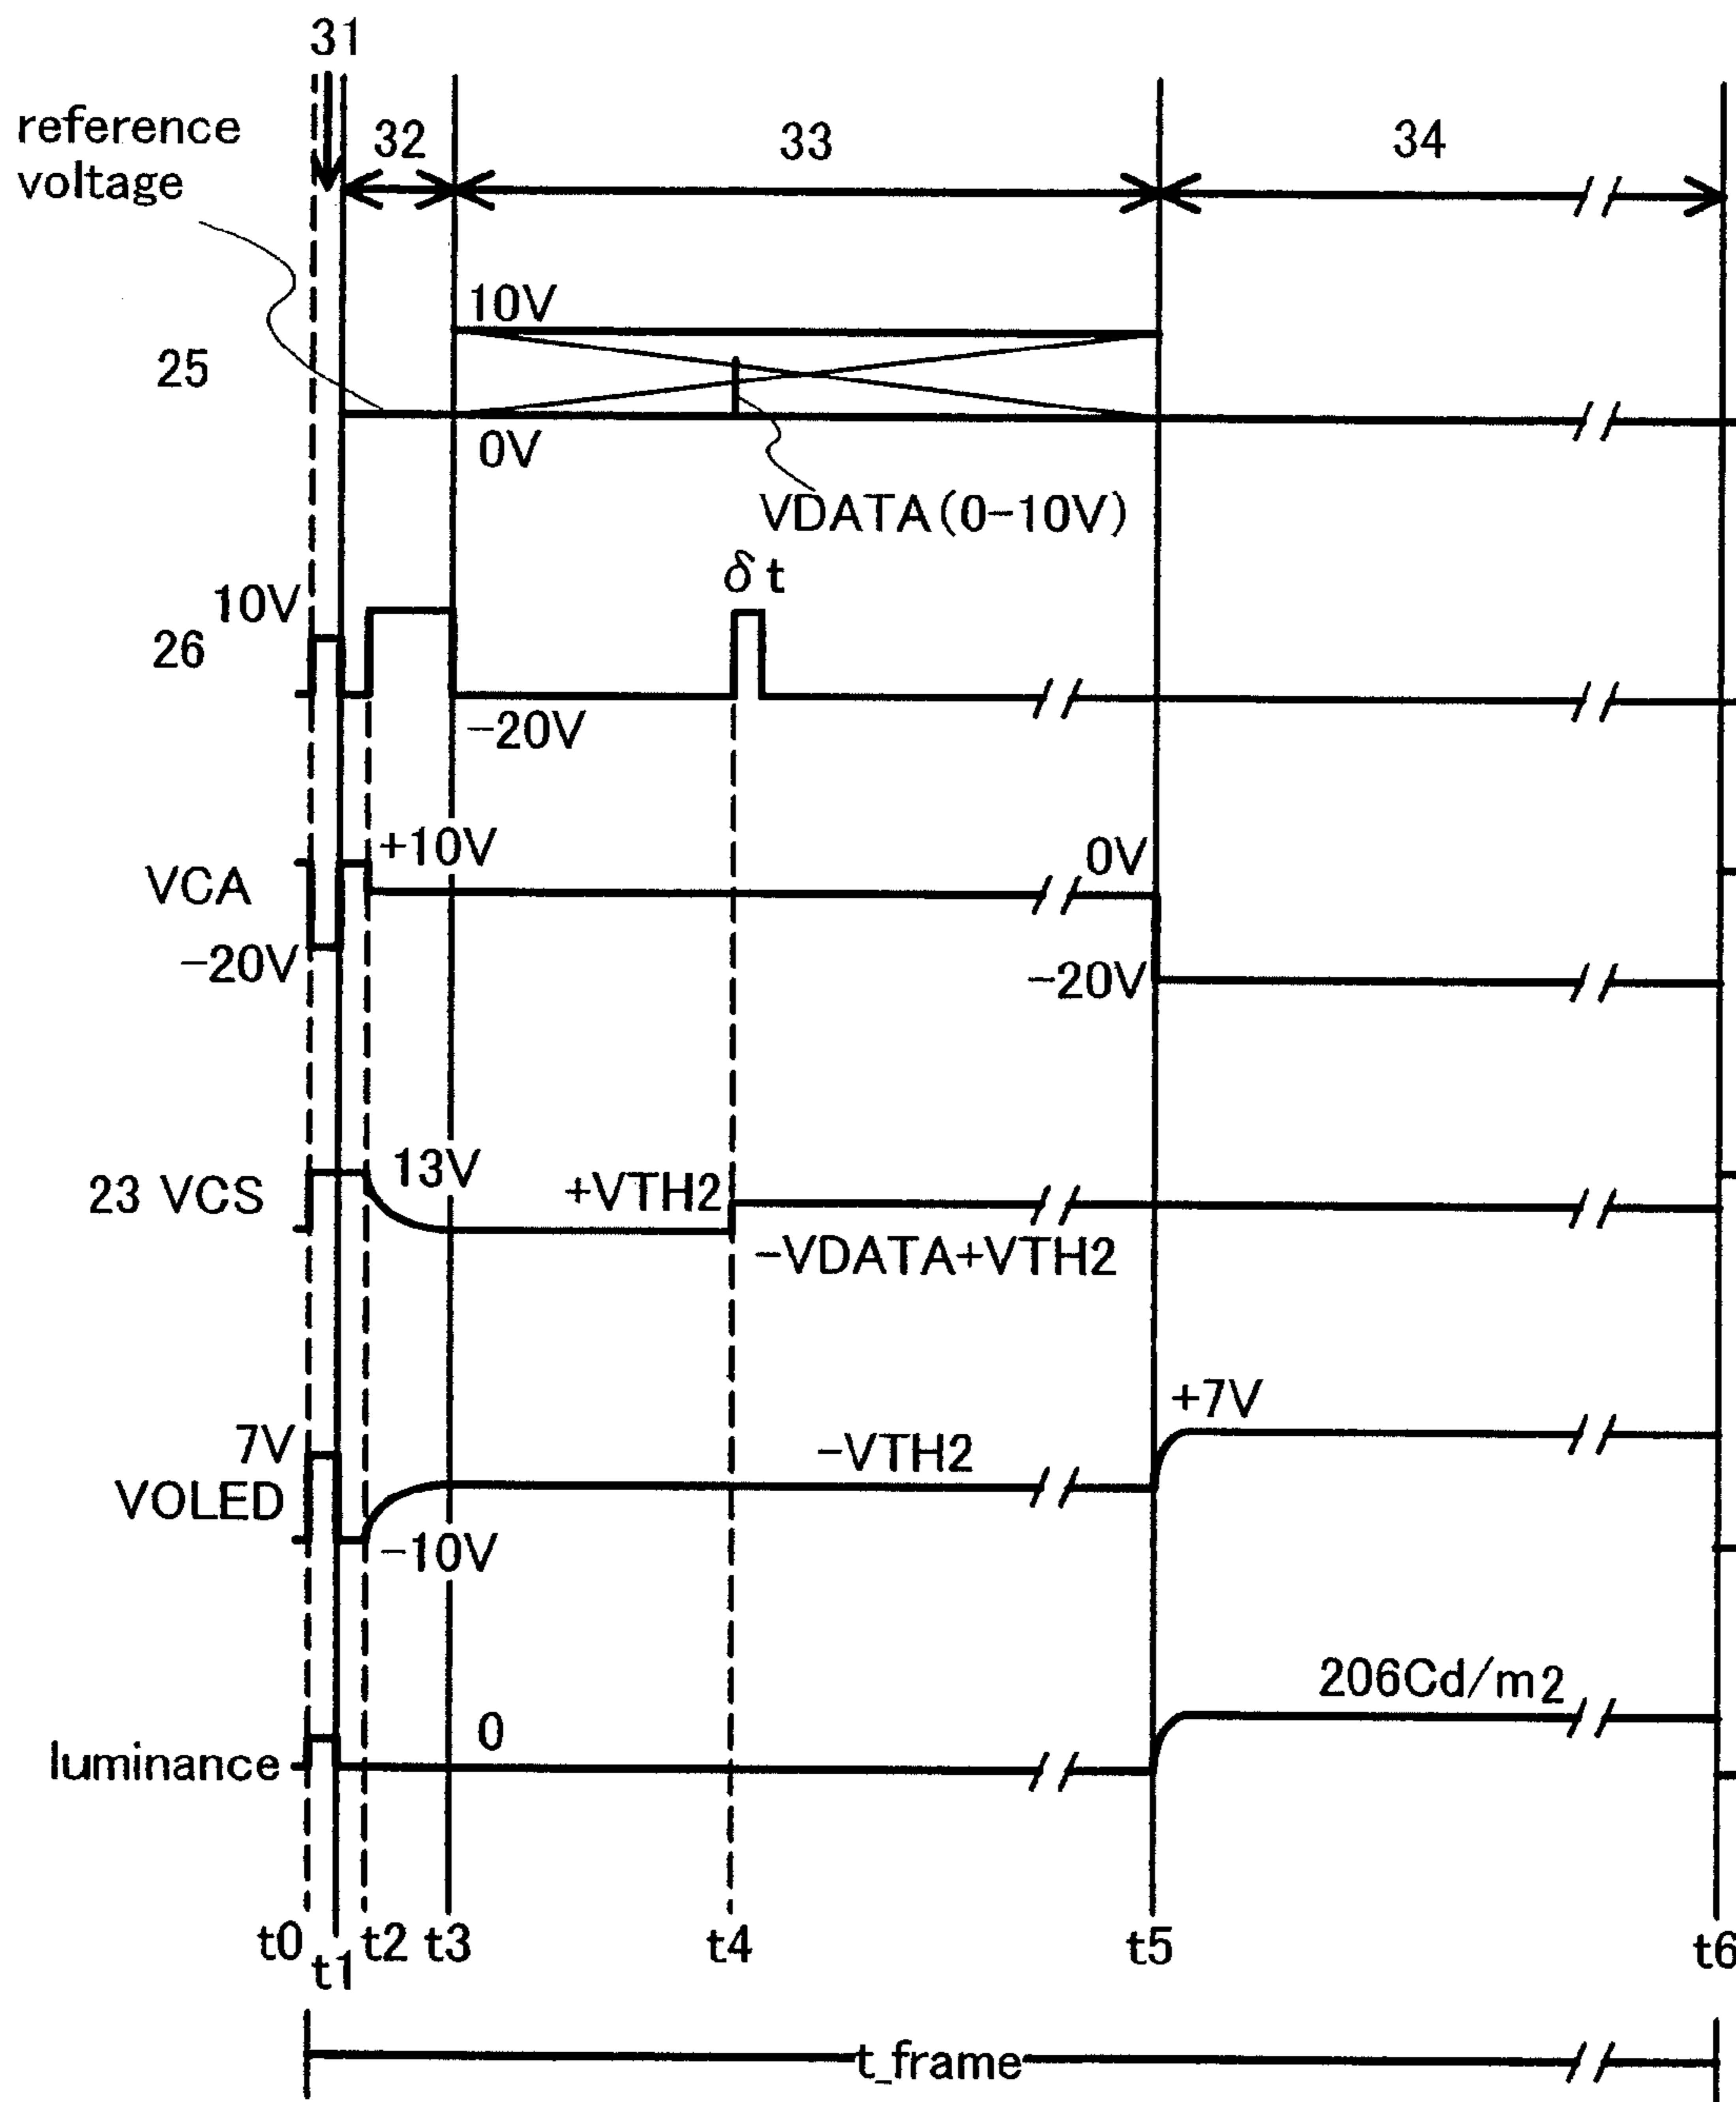 31
reference
voltage
32
33
34
10V
25
0V
VDATA(0-10V)
δt
10V
26
-20V
+10V
0V
VCA
-20V
-20V
13V
+VTH2
23 VCS
-VDATA+VTH2
+7V
7V
-VTH2
VOLED
-10V
206Cd/m2
0
luminance
t0
t1
t2
t3
t4
t5
t6
t_frame